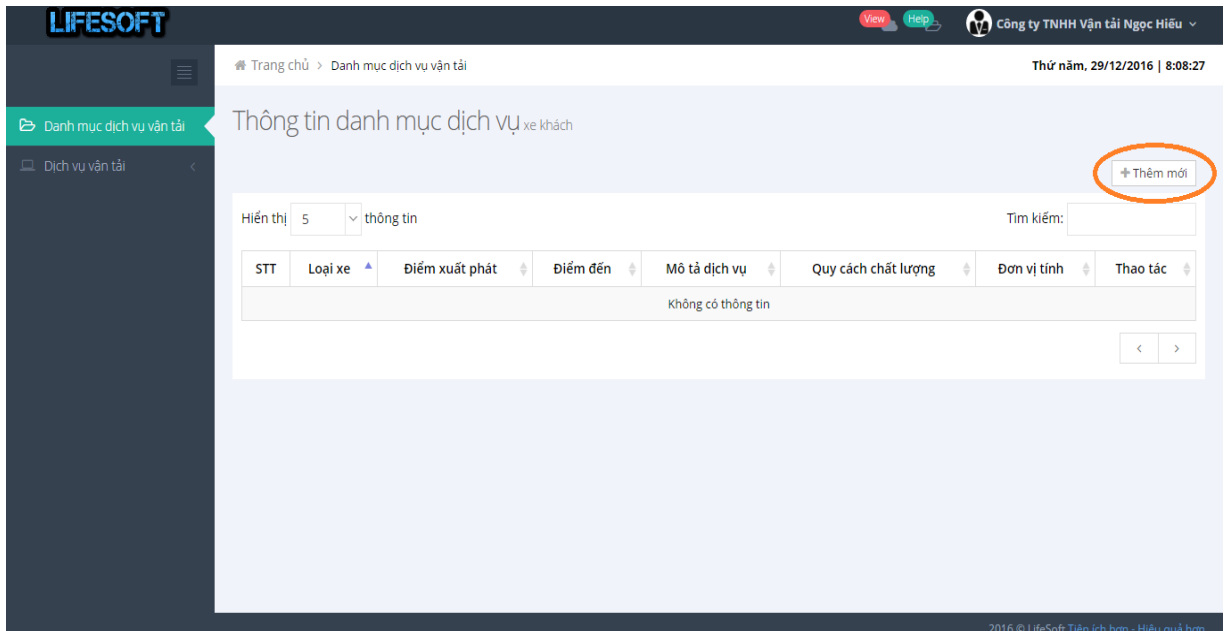 LIFESOFT
View Help Công ty TNHH Vận tải Ngọc Hiếu
Trang chủ > Danh mục dịch vụ vận tải
Thứ năm, 29/12/2016 | 8:08:27
Danh mục dịch vụ vận tải
Dịch vụ vận tải
Thông tin danh mục dịch vụ xe khách
+ Thêm mới
Hiển thị 5 thông tin
Tìm kiếm:
STT Loại xe Điểm xuất phát Điểm đến Mô tả dịch vụ Quy cách chất lượng Đơn vị tính Thao tác
Không có thông tin
2016 © LifeSoft Tiện ích hơn - Hiệu quả hơn